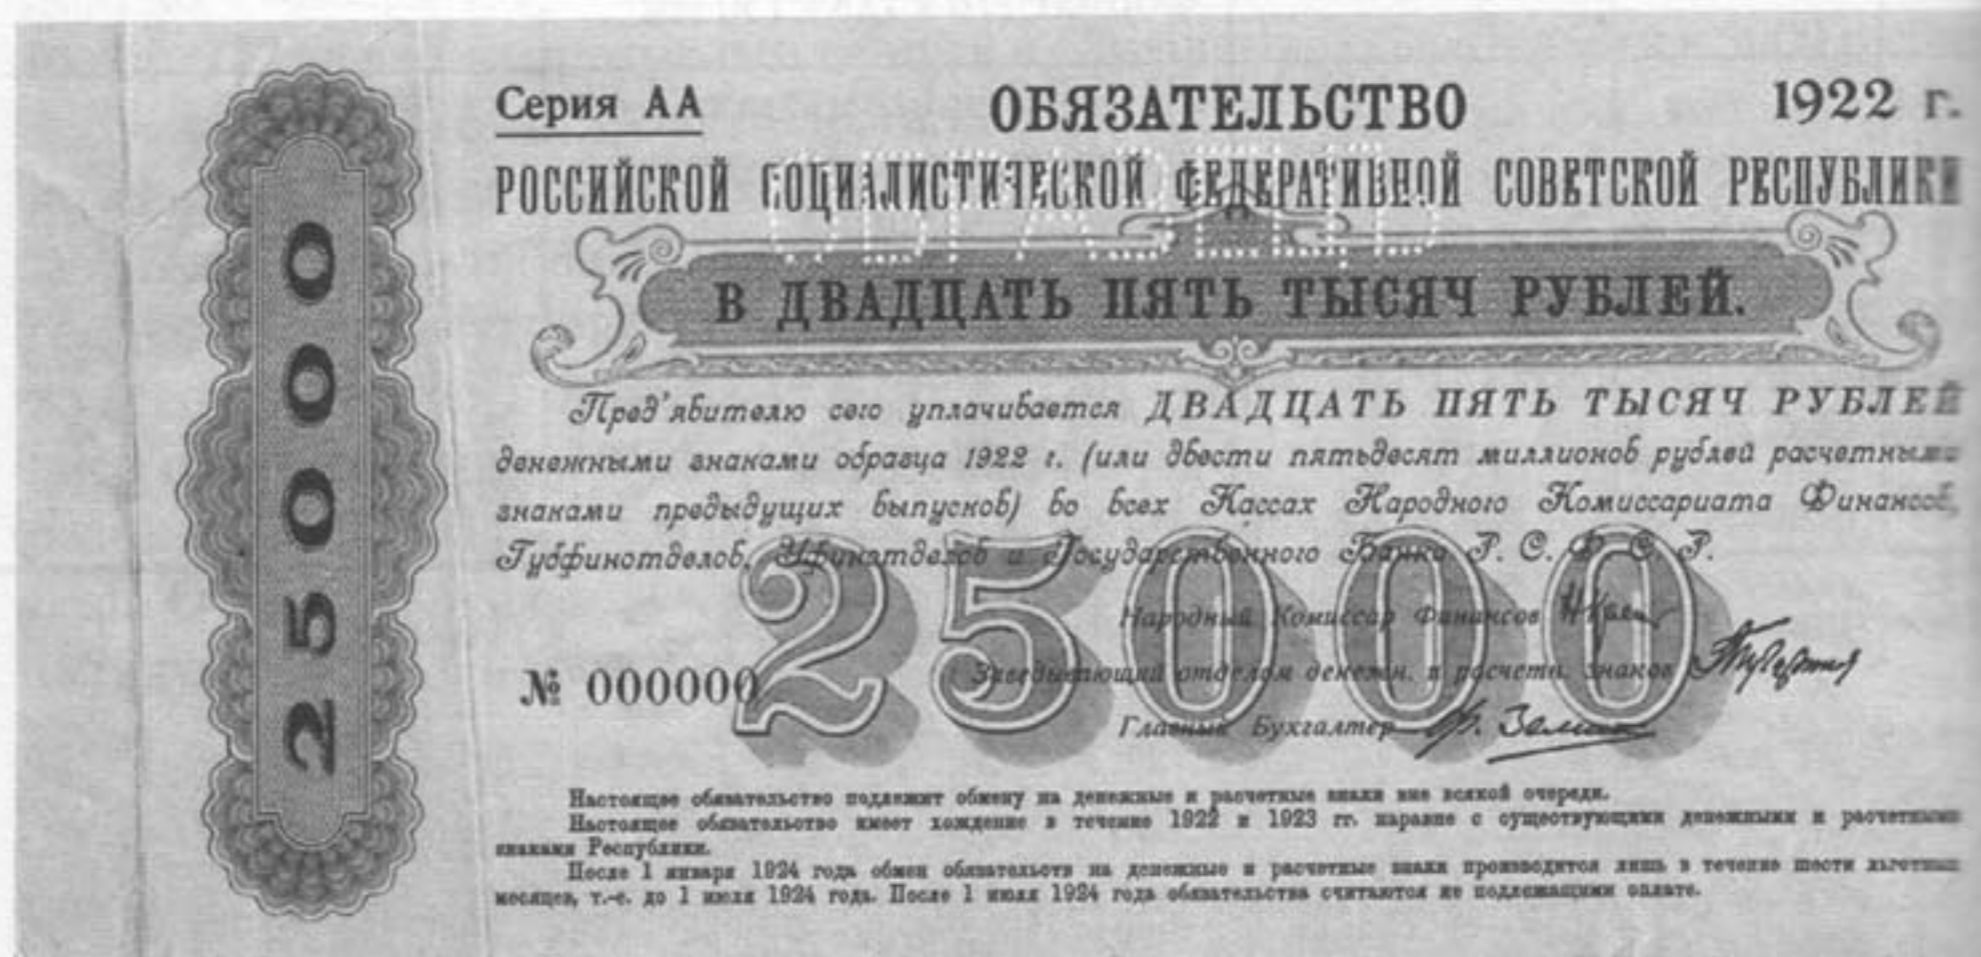 25000
Серия АА
ОБЯЗАТЕЛЬСТВО
1922 г.
РОССИЙСКОЙ СОЦИАЛИСТИЧЕСКОЙ ФЕДЕРАТИВНОЙ СОВЕТСКОЙ РЕСПУБЛИКИ
ОБРАЗЕЦ
В ДВАДЦАТЬ ПЯТЬ ТЫСЯЧ РУБЛЕЙ.
Пред'явителю сего уплачивается ДВАДЦАТЬ ПЯТЬ ТЫСЯЧ РУБЛЕЙ
денежными знаками образца 1922 г. (или двести пятьдесят миллионов рублей расчетными
знаками предыдущих выпусков) во всех Кассах Народного Комиссариата Финансов,
Губфинотделов, Уфинотделов и Государственного Банка Р. С. Ф. С. Р.
25000
Народный Комиссар Финансов
Заведывающий отделом денежн. и расчетн. знаков
№ 000000
Главный Бухгалтер
Настоящее обязательство подлежит обмену на денежные и расчетные знаки вне всякой очереди.
Настоящее обязательство имеет хождение в течение 1922 и 1923 гг. наравне с существующими денежными и расчетными
знаками Республики.
После 1 января 1924 года обмен обязательств на денежные и расчетные знаки производится лишь в течение шести льготных
месяцев, т.-е. до 1 июля 1924 года. После 1 июля 1924 года обязательства считаются не подлежащими оплате.